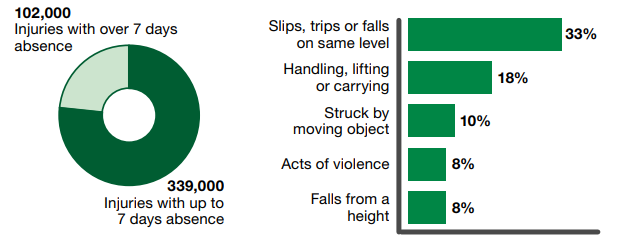 102,000
Injuries with over 7 days
absence
339,000
Injuries with up to
7 days absence
Slips, trips or falls
on same level
33%
Handling, lifting
or carrying
18%
Struck by
moving object
10%
Acts of violence
8%
Falls from a
height
8%